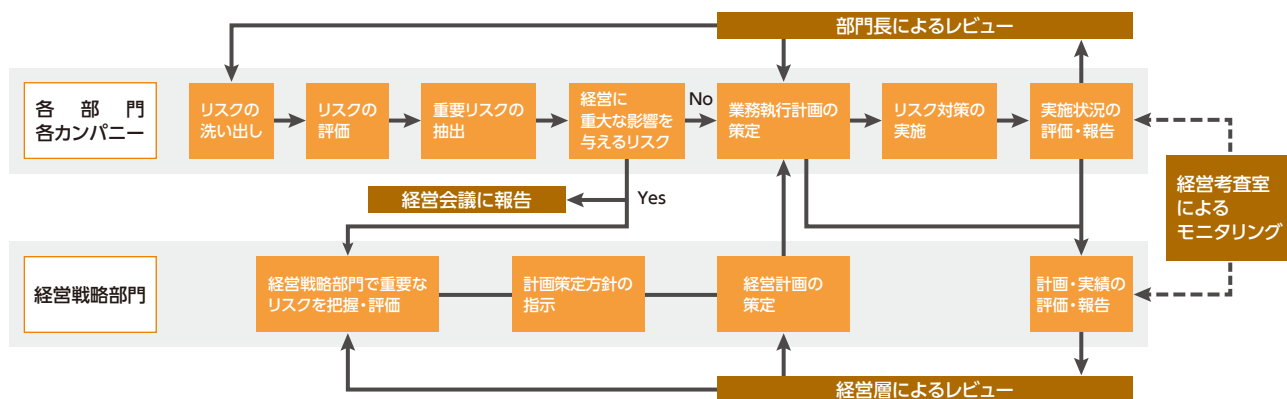 部門長によるレビュー
各部門
各カンパニー
リスクの
洗い出し
リスクの
評価
重要リスクの
抽出
経営に
重大な影響を
与えるリスク
No
業務執行計画の
策定
リスク対策の
実施
実施状況の
評価・報告
経営会議に報告
Yes
経営考査室
による
モニタリング
経営戦略部門
経営戦略部門で重要な
リスクを把握・評価
計画策定方針の
指示
経営計画の
策定
計画・実績の
評価・報告
経営層によるレビュー